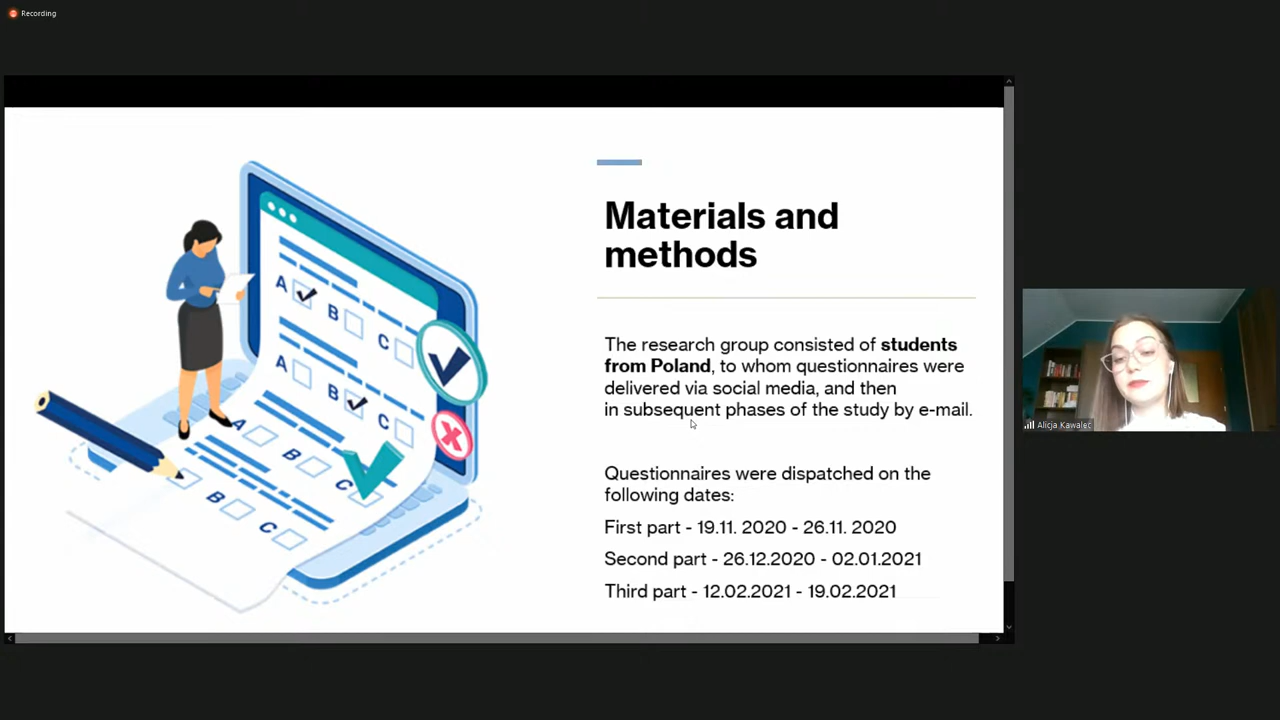 Recording
Materials and
methods
The research group consisted of students
from Poland, to whom questionnaires were
delivered via social media, and then
in subsequent phases of the study by e-mail.
Questionnaires were dispatched on the
following dates:
First part - 19.11. 2020 - 26.11. 2020
Second part - 26.12.2020 - 02.01.2021
Third part - 12.02.2021 - 19.02.2021
A
B
C
A
B
C
A
B
C
B
C
Alicja Kawalec